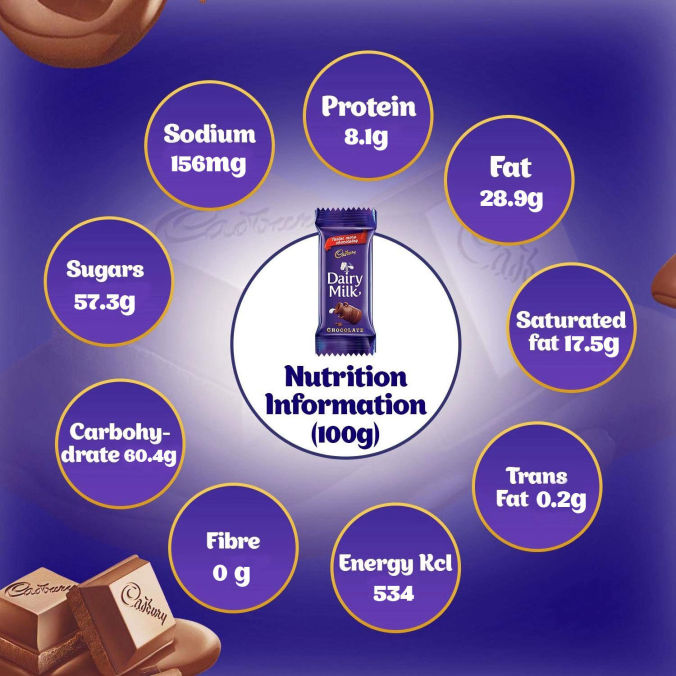 Protein
8.1g
Sodium
156mg
Fat
28.9g
Cadbury
Dairy
Milk
CHOCOLATE
Sugars
57.3g
Saturated
fat 17.5g
Nutrition
Information
(100g)
Carbohy-
drate 60.4g
Trans
Fat 0.2g
Fibre
0 g
Energy Kcl
534
Cadbury
Cadbury